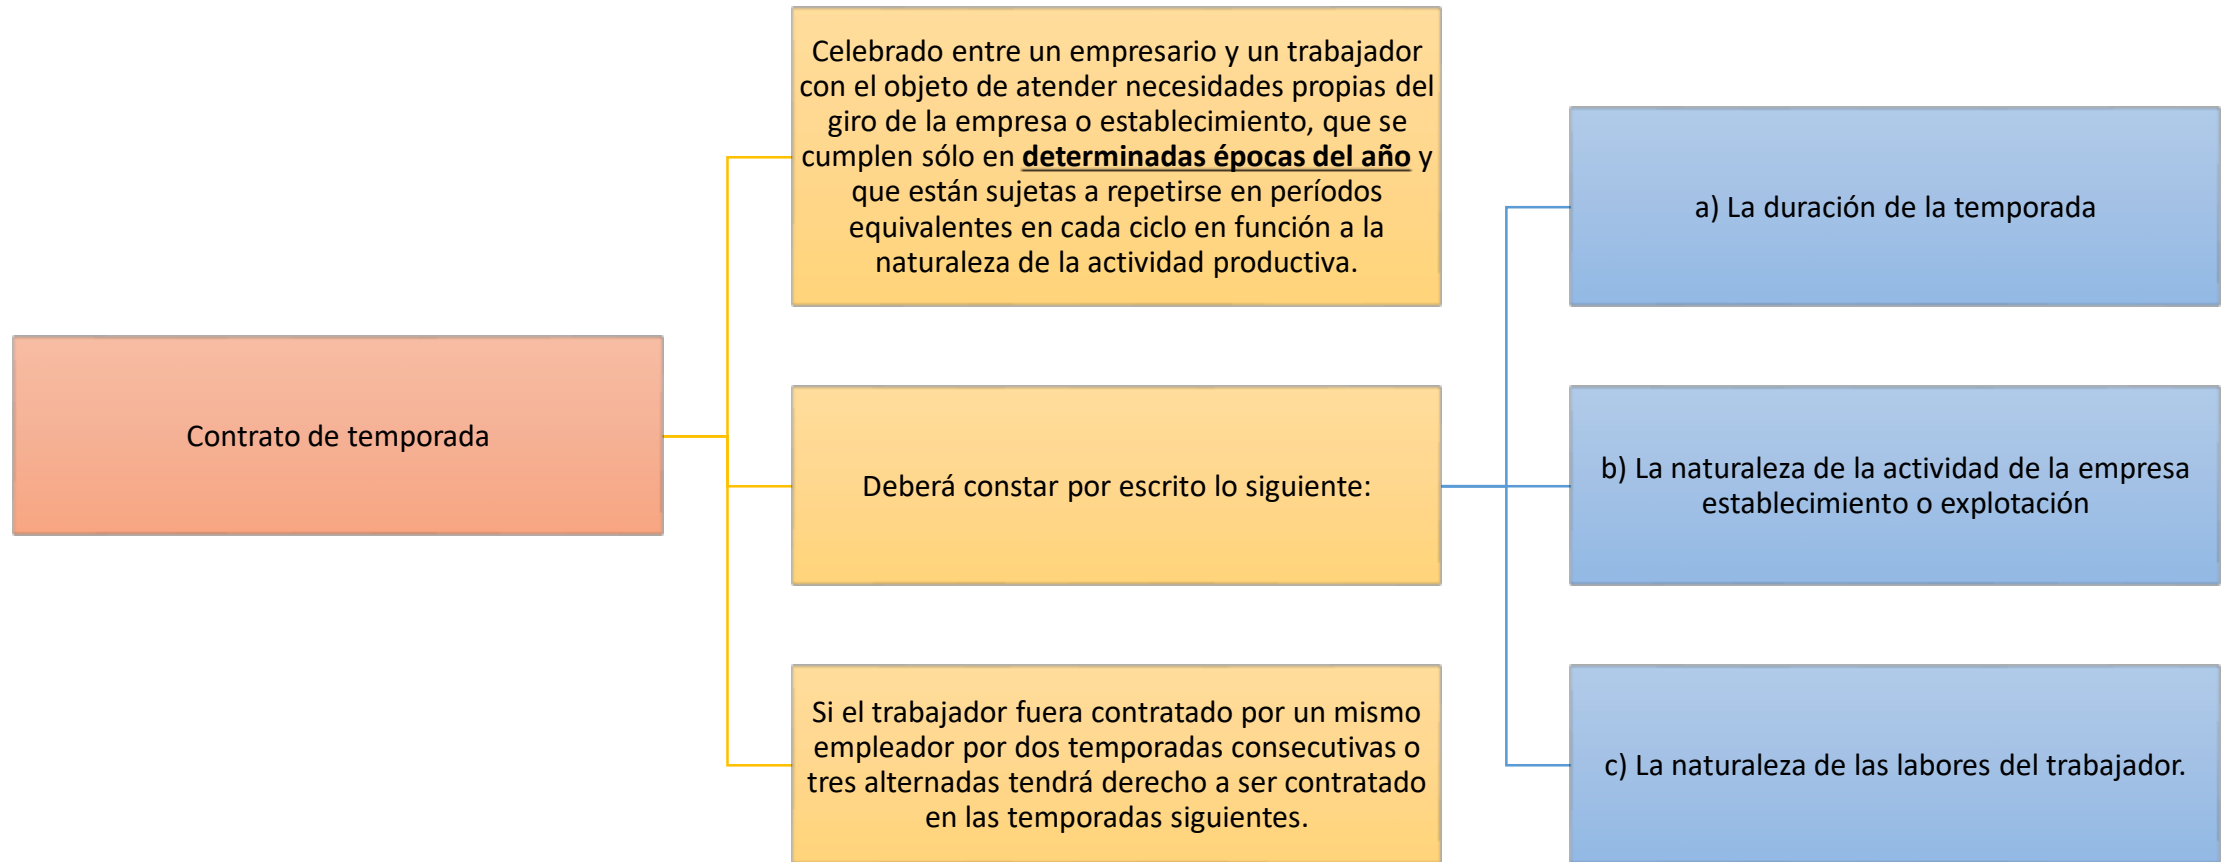 Contrato de temporada
Celebrado entre un empresario y un trabajador
con el objeto de atender necesidades propias del
giro de la empresa o establecimiento, que se
cumplen sólo en determinadas épocas del año y
que están sujetas a repetirse en períodos
equivalentes en cada ciclo en función a la
naturaleza de la actividad productiva.
Deberá constar por escrito lo siguiente:
a) La duración de la temporada
b) La naturaleza de la actividad de la empresa
establecimiento o explotación
c) La naturaleza de las labores del trabajador.
Si el trabajador fuera contratado por un mismo
empleador por dos temporadas consecutivas o
tres alternadas tendrá derecho a ser contratado
en las temporadas siguientes.